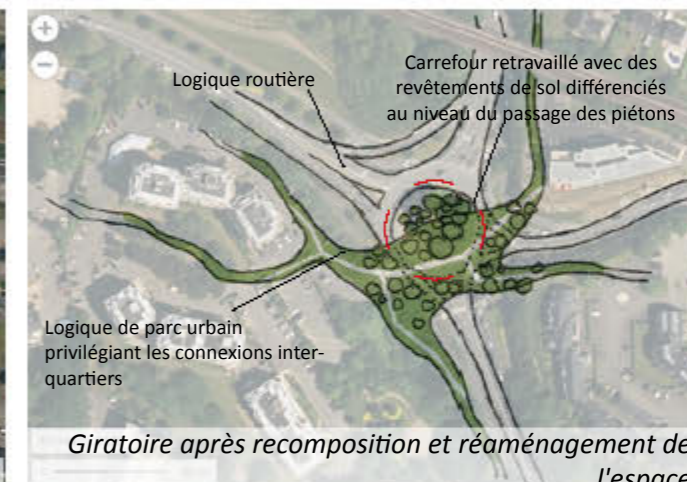 +
−
Logique routière
Carrefour retravaillé avec des
revêtements de sol différenciés
au niveau du passage des piétons
Logique de parc urbain
privilégiant les connexions inter-
quartiers
Giratoire après recomposition et réaménagement de
l'espace